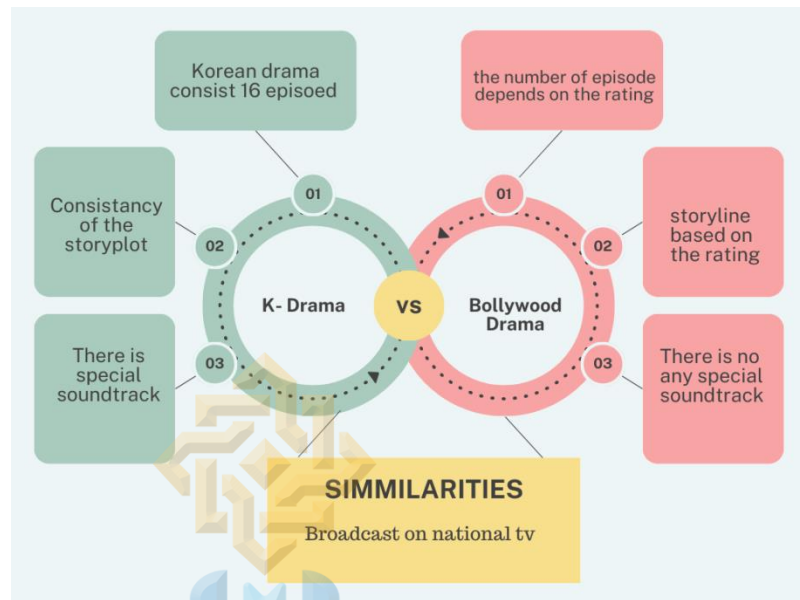 Korean drama
consist 16 episoed
the number of episode
depends on the rating
01
01
Consistancy
of the
storyplot
02
02
storyline
based on
the rating
K- Drama
VS
Bollywood
Drama
There is
special
soundtrack
03
03
There is no
any special
soundtrack
SIMMILARITIES
Broadcast on national tv